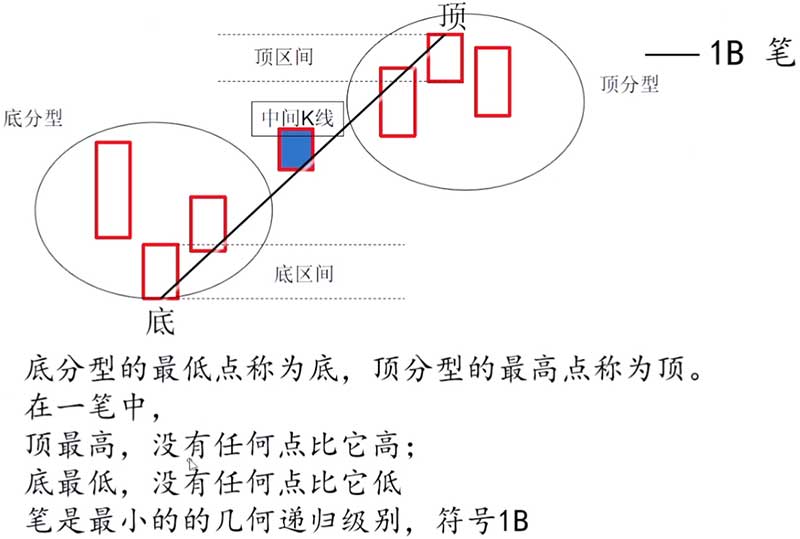 顶
顶区间
—— 1B 笔
顶分型
底分型
中间K线
底区间
底
底分型的最低点称为底，顶分型的最高点称为顶。
在一笔中，
顶最高，没有任何点比它高；
底最低，没有任何点比它低
笔是最小的的几何递归级别，符号1B